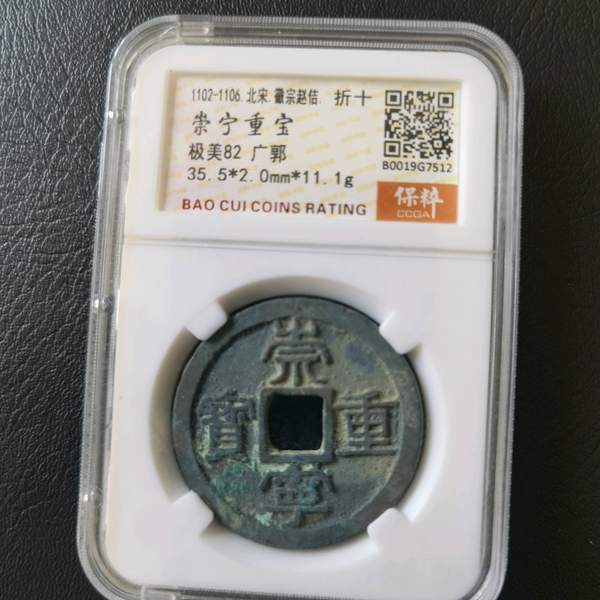 1102-1106. 北宋. 徽宗赵佶. 折十
崇宁重宝
极美82 广郭
35.5*2.0mm*11.1g
BAO CUI COINS RATING
B0019G7512
保粹
CCGA
崇
寳 重
寧